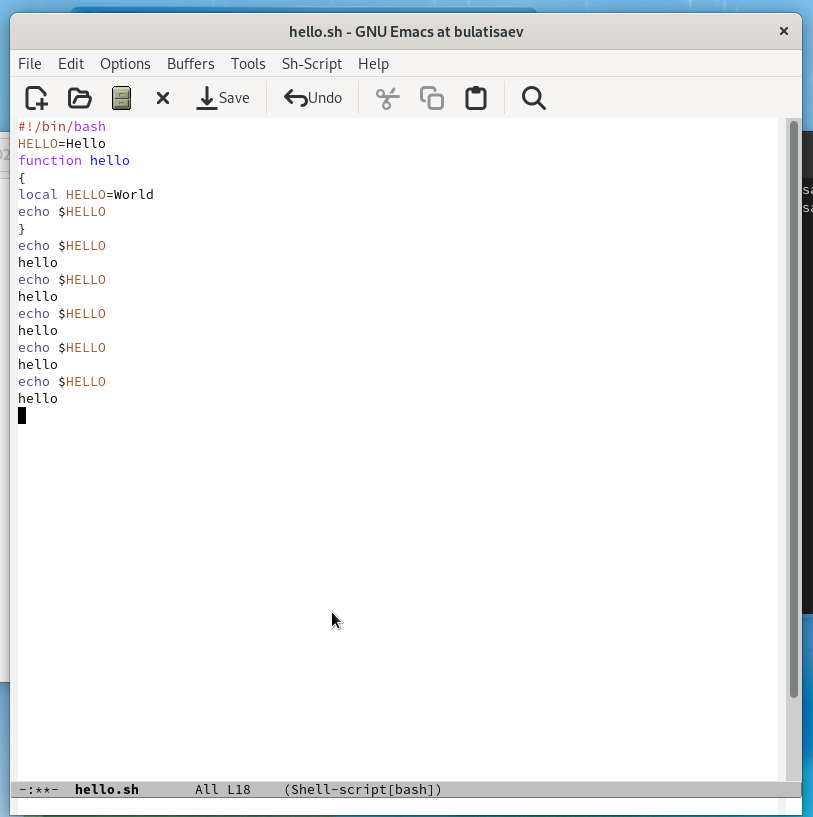 hello.sh - GNU Emacs at bulatisaev ×
File Edit Options Buffers Tools Sh-Script Help
Save Undo
#!/bin/bash
HELLO=Hello
function hello
{
local HELLO=World
echo $HELLO
}
echo $HELLO
hello
echo $HELLO
hello
echo $HELLO
hello
echo $HELLO
hello
echo $HELLO
hello
-:**- hello.sh All L18 (Shell-script[bash])